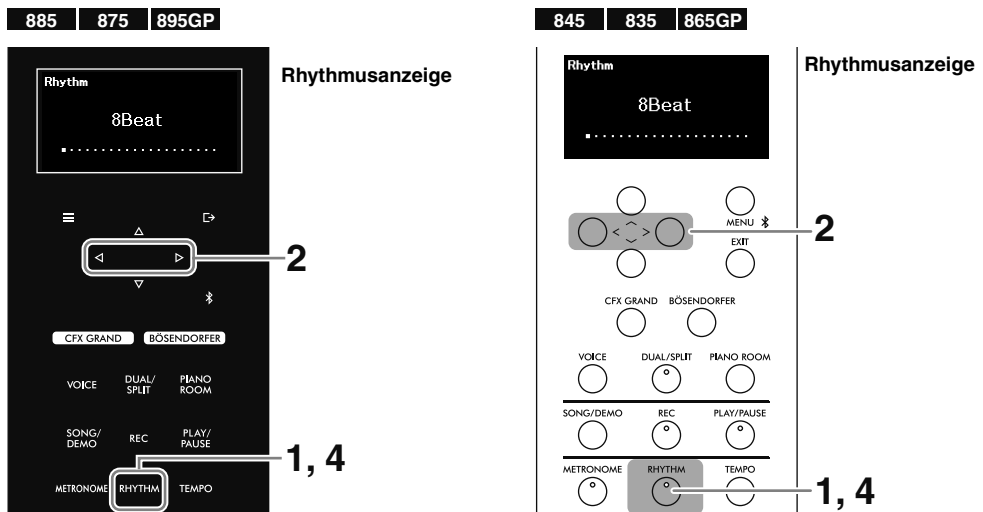 885 875 895GP
Rhythmusanzeige
Rhythm
8Beat
2
CFX GRAND BÖSENDORFER
VOICE DUAL/ SPLIT PIANO ROOM
SONG/ DEMO REC PLAY/ PAUSE
1, 4
METRONOME RHYTHM TEMPO
845 835 865GP
Rhythmusanzeige
Rhythm
8Beat
MENU
2
EXIT
CFX GRAND BÖSENDORFER
VOICE DUAL/SPLIT PIANO ROOM
SONG/DEMO REC PLAY/PAUSE
METRONOME RHYTHM TEMPO
1, 4